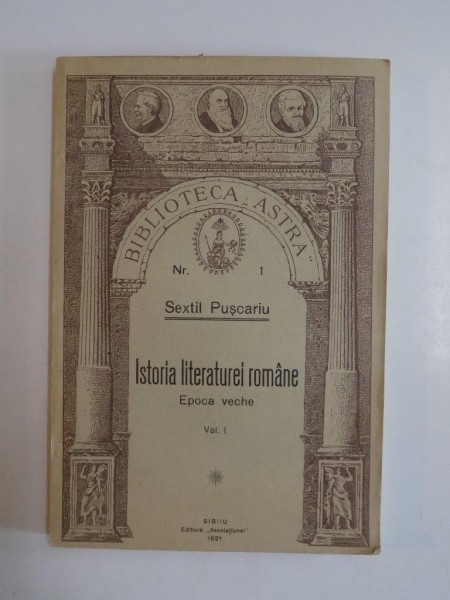 BIBLIOTECA „ASTRA"
Nr. 1
Sextil Pușcariu
Istoria literaturei române
Epoca veche
Vol. I.
SIBIIU
Editura „Asociațiunei"
1921